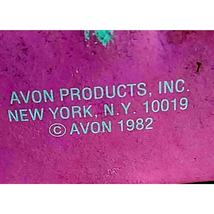 AVON PRODUCTS, INC.
NEW YORK, N.Y. 10019
© AVON 1982